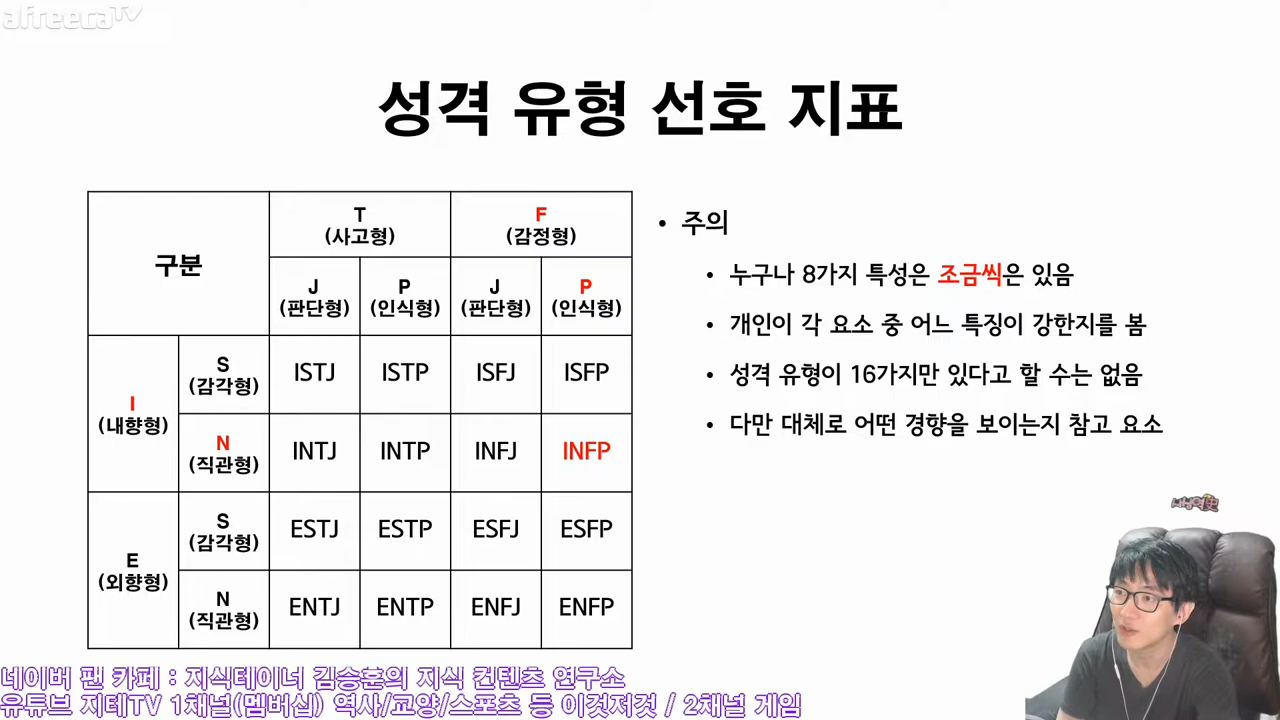 afreecaTV
성격 유형 선호 지표
구분
T
(사고형)
F
(감정형)
J
(판단형)
P
(인식형)
J
(판단형)
P
(인식형)
I
(내향형)
S
(감각형)
ISTJ
ISTP
ISFJ
ISFP
N
(직관형)
INTJ
INTP
INFJ
INFP
E
(외향형)
S
(감각형)
ESTJ
ESTP
ESFJ
ESFP
N
(직관형)
ENTJ
ENTP
ENFJ
ENFP
• 주의
• 누구나 8가지 특성은 조금씩은 있음
• 개인이 각 요소 중 어느 특징이 강한지를 봄
• 성격 유형이 16가지만 있다고 할 수는 없음
• 다만 대체로 어떤 경향을 보이는지 참고 요소
네이버 팬 카페 : 지식테이너 김승훈의 지식 컨텐츠 연구소
유튜브 지테TV 1채널(멤버십) 역사/교양/스포츠 등 이것저것 / 2채널 게임